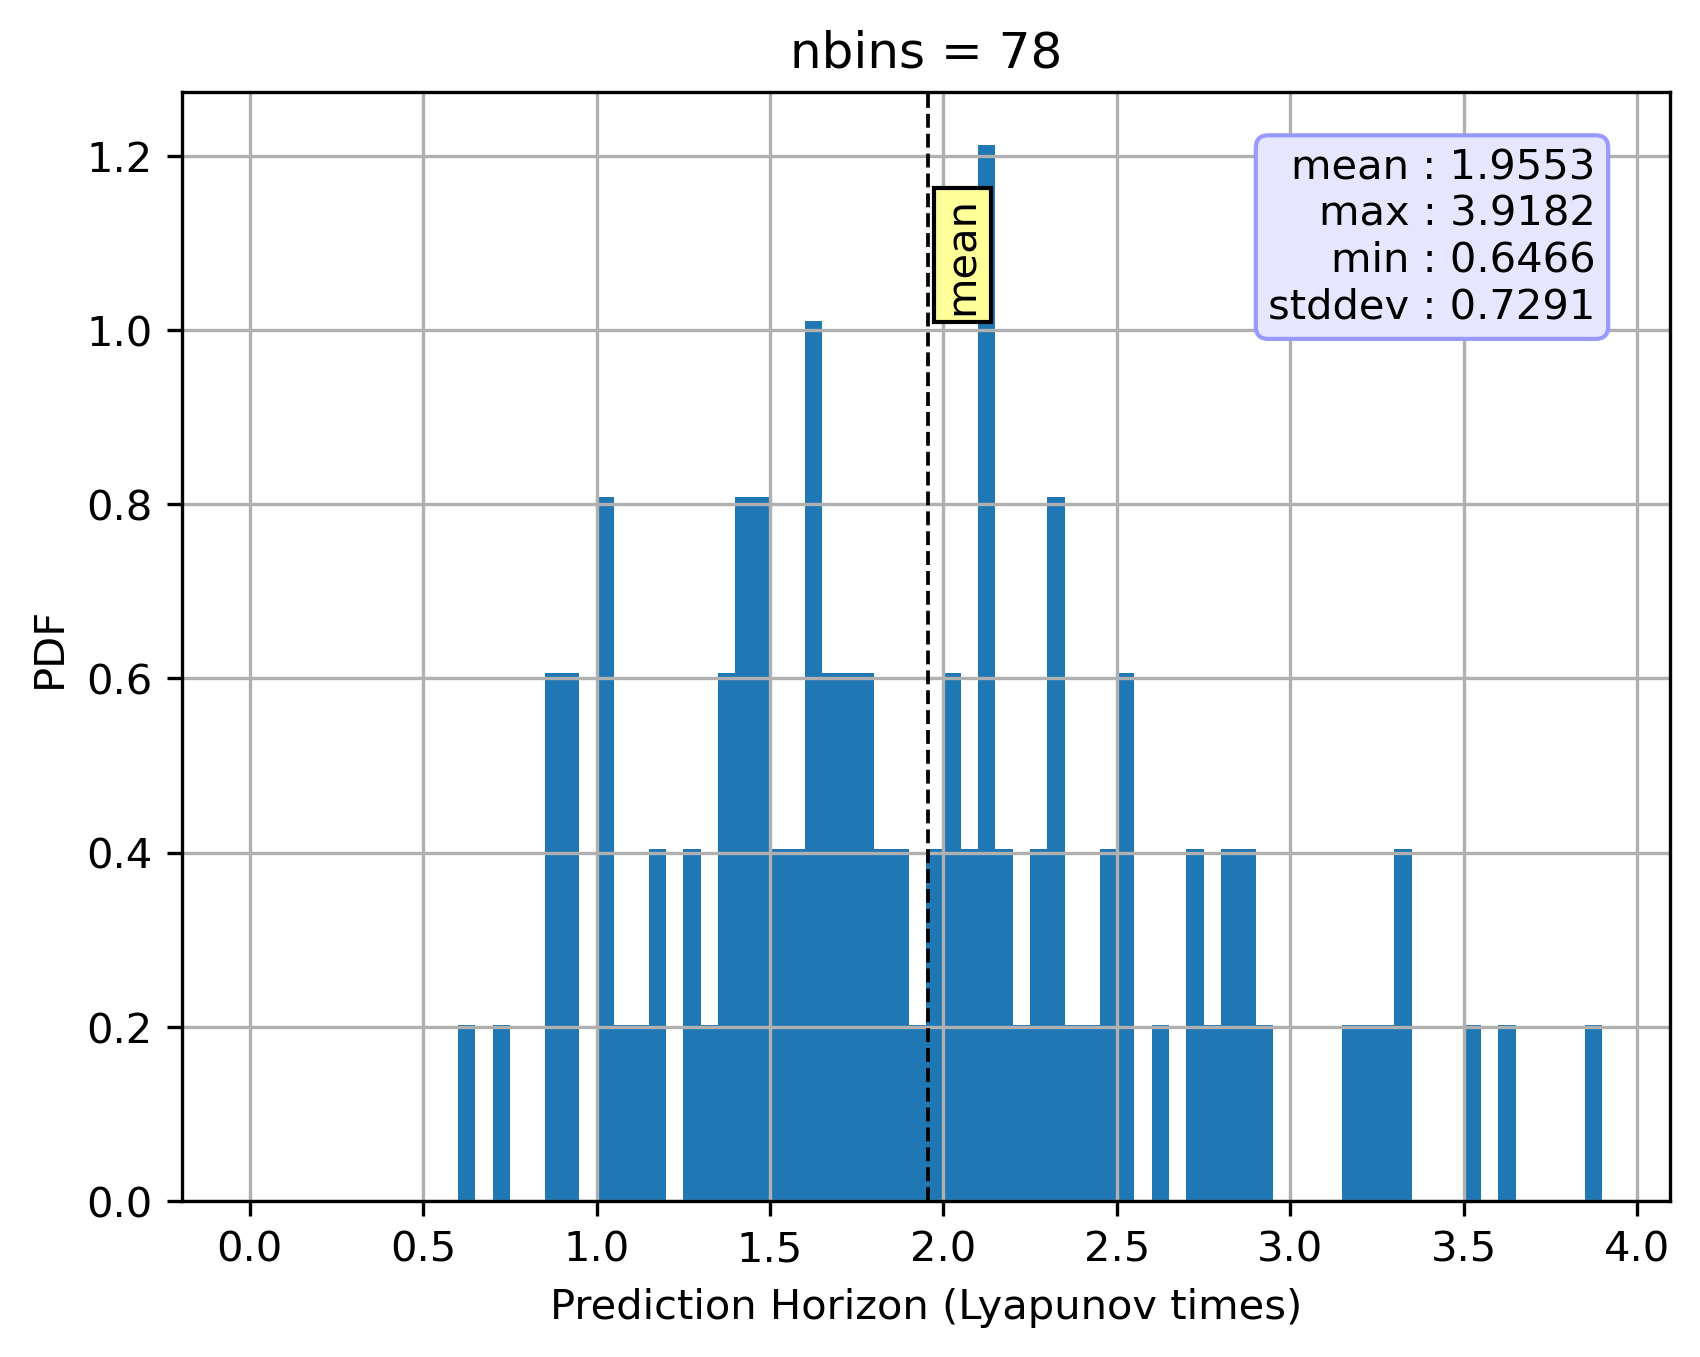 nbins = 78
mean : 1.9553
max : 3.9182
min : 0.6466
stddev : 0.7291
mean
PDF
1.2
1.0
0.8
0.6
0.4
0.2
0.0
0.0 0.5 1.0 1.5 2.0 2.5 3.0 3.5 4.0
Prediction Horizon (Lyapunov times)